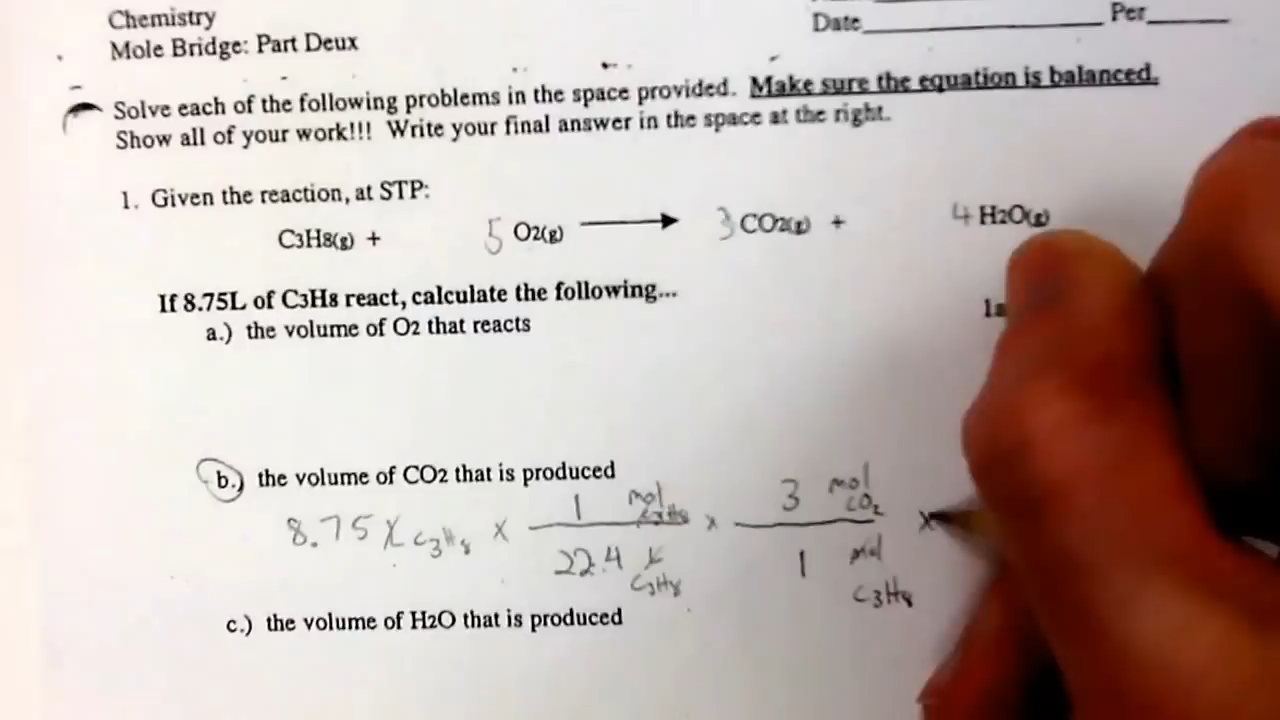 Chemistry
Date____________ Per______
Mole Bridge: Part Deux
Solve each of the following problems in the space provided. Make sure the equation is balanced.
Show all of your work!!! Write your final answer in the space at the right.
1. Given the reaction, at STP:
C3H8(g) + 5 O2(g) → 3 CO2(g) + 4 H2O(g)
If 8.75L of C3H8 react, calculate the following...
1a
a.) the volume of O2 that reacts
b.) the volume of CO2 that is produced
1 mol C3H8 3 mol CO2
8.75 L C3H8 × × ×
22.4 L C3H8 1 mol C3H8
c.) the volume of H2O that is produced